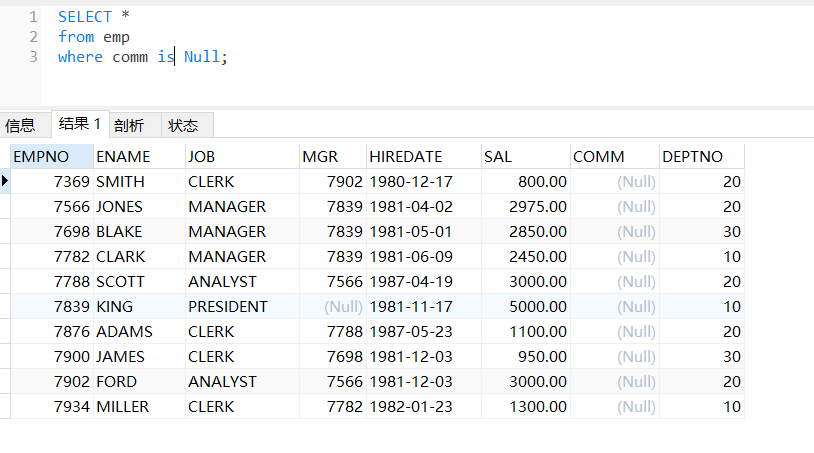 1 SELECT *
2 from emp
3 where comm is Null;
信息 结果 1 剖析 状态
EMPNO ENAME JOB MGR HIREDATE SAL COMM DEPTNO
7369 SMITH CLERK 7902 1980-12-17 800.00 (Null) 20
7566 JONES MANAGER 7839 1981-04-02 2975.00 (Null) 20
7698 BLAKE MANAGER 7839 1981-05-01 2850.00 (Null) 30
7782 CLARK MANAGER 7839 1981-06-09 2450.00 (Null) 10
7788 SCOTT ANALYST 7566 1987-04-19 3000.00 (Null) 20
7839 KING PRESIDENT (Null) 1981-11-17 5000.00 (Null) 10
7876 ADAMS CLERK 7788 1987-05-23 1100.00 (Null) 20
7900 JAMES CLERK 7698 1981-12-03 950.00 (Null) 30
7902 FORD ANALYST 7566 1981-12-03 3000.00 (Null) 20
7934 MILLER CLERK 7782 1982-01-23 1300.00 (Null) 10